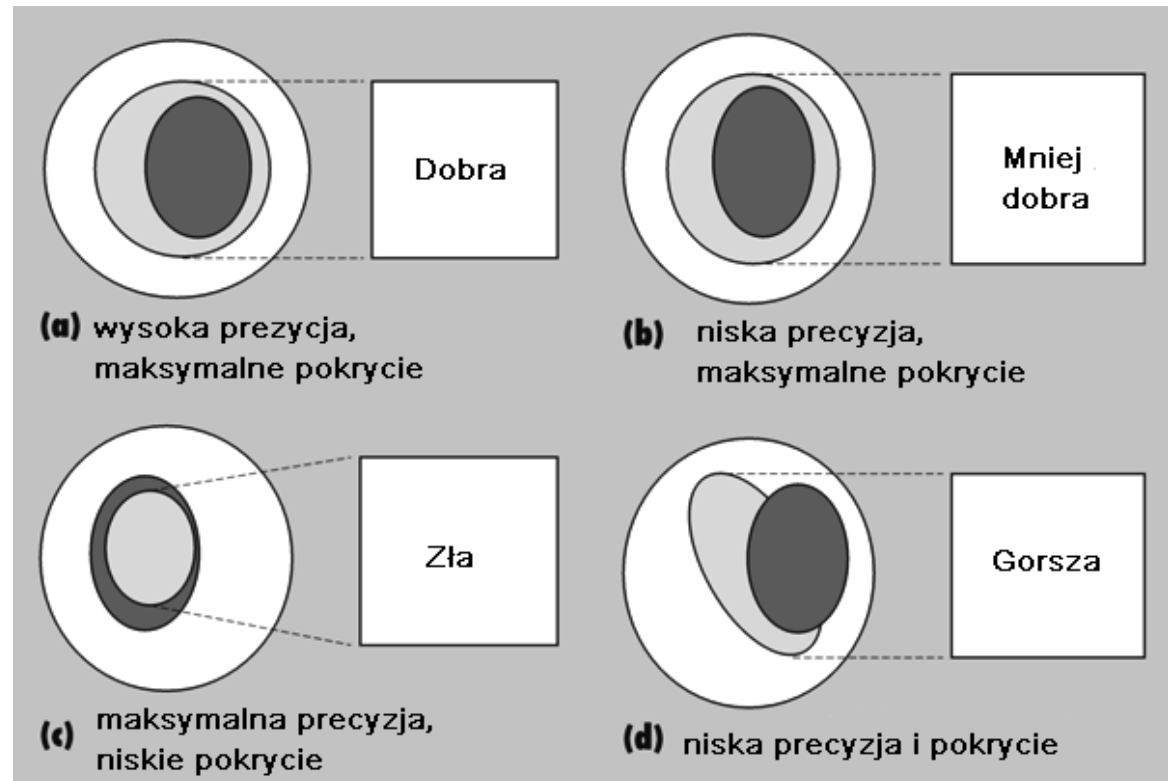 Dobra
(a) wysoka prezycja,
maksymalne pokrycie
Mniej
dobra
(b) niska precyzja,
maksymalne pokrycie
Zła
(c) maksymalna precyzja,
niskie pokrycie
Gorsza
(d) niska precyzja i pokrycie